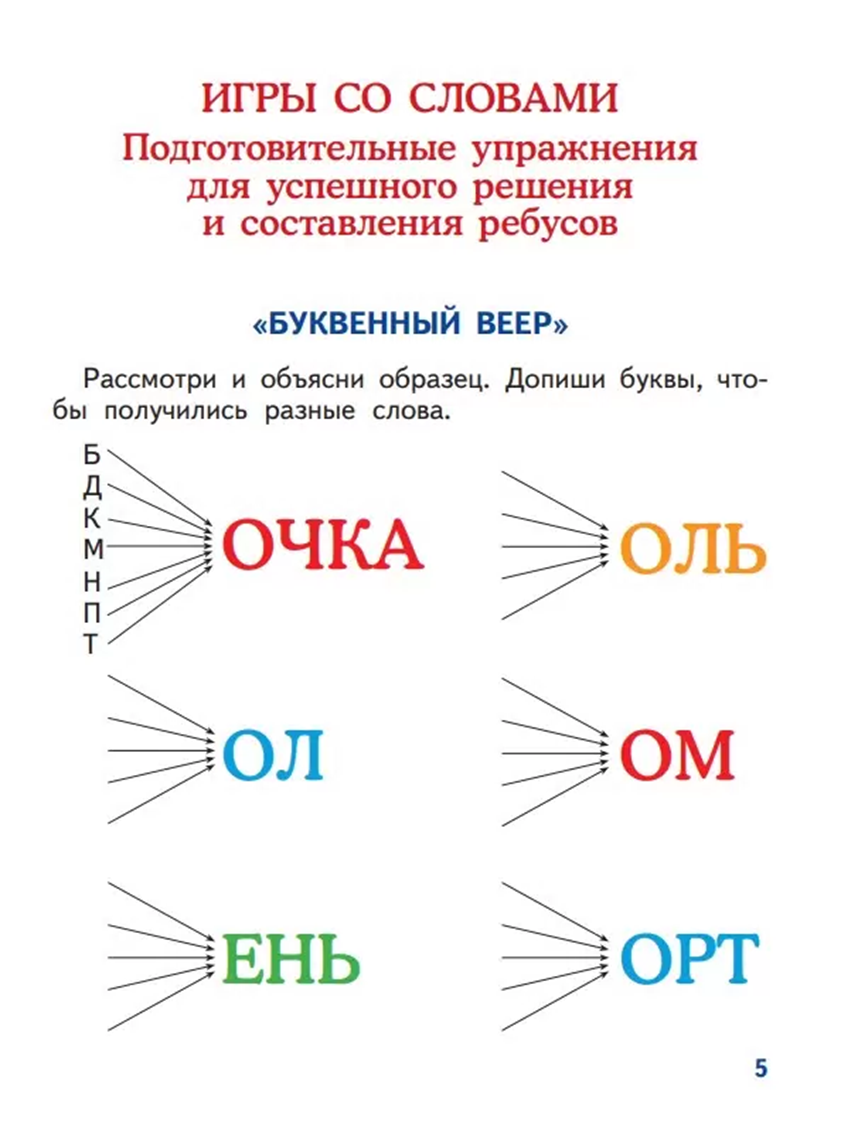 ИГРЫ СО СЛОВАМИ
Подготовительные упражнения
для успешного решения
и составления ребусов
«БУКВЕННЫЙ ВЕЕР»
Рассмотри и объясни образец. Допиши буквы, что-
бы получились разные слова.
Б
Д
К
М
Н
П
Т
ОЧКА
ОЛЬ
ОЛ
ОМ
ЕНЬ
ОРТ
5